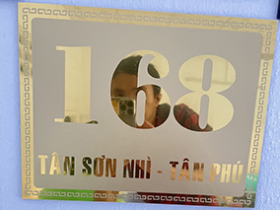 168
TÂN SƠN NHÌ - TÂN PHÚ